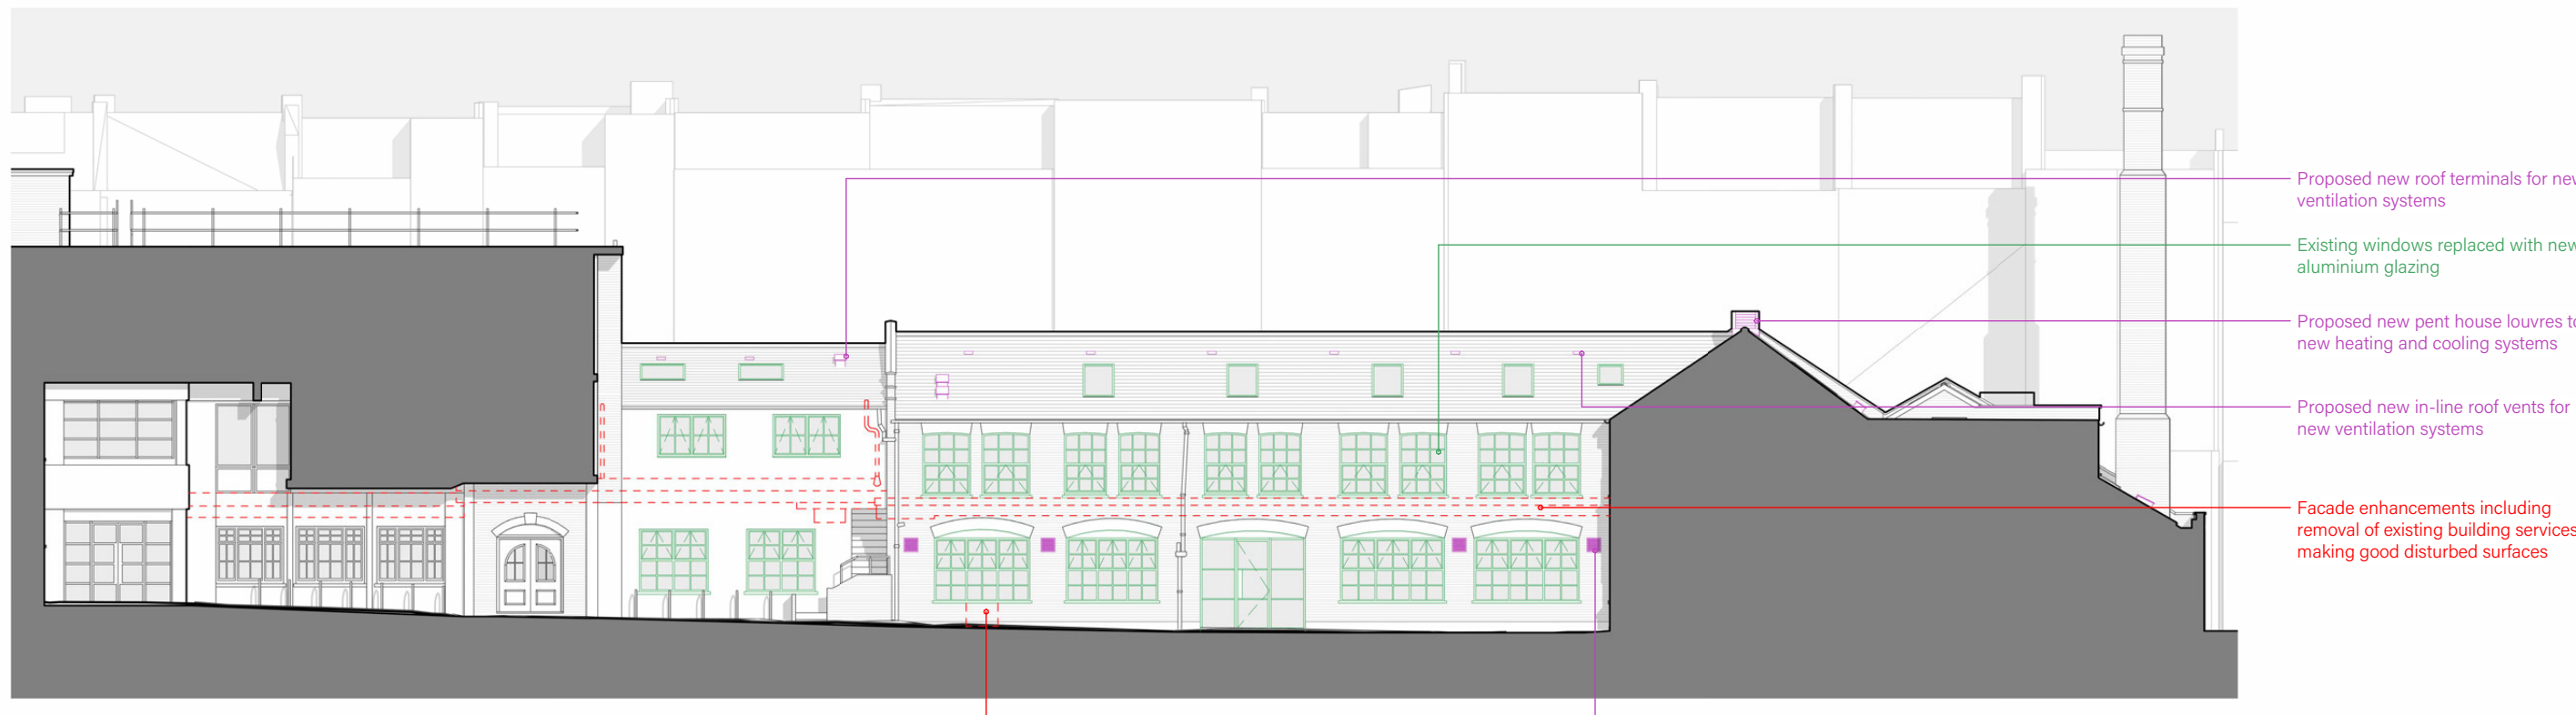 Proposed new roof terminals for new
ventilation systems
Existing windows replaced with new
aluminium glazing
Proposed new pent house louvres to
new heating and cooling systems
Proposed new in-line roof vents for
new ventilation systems
Facade enhancements including
removal of existing building services
making good disturbed surfaces